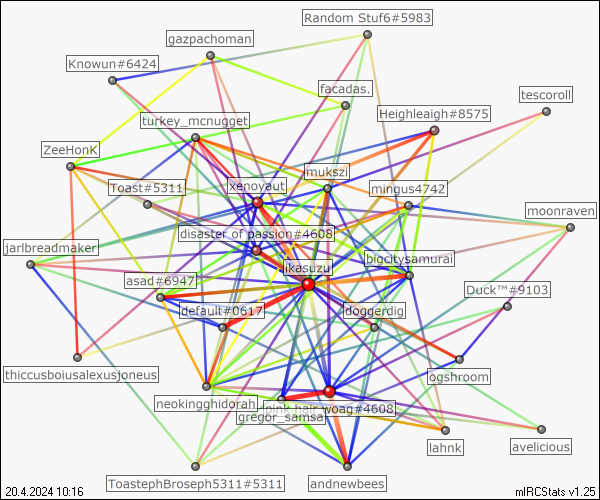 Random Stuf6#5983
gazpachoman
Knowun#6424
facadas.
tescoroll
Heighleaigh#8575
turkey_mcnugget
ZeeHonK
mukszi
xenoyaut
mingus4742
Toast#5311
moonraven
disaster of passion#4608
jarlbreadmaker
bigcitysamurai
likasuzu
asad#6947
Duck™#9103
default#0617
doggerdig
thiccusboiusalexusjoneus
ogshroom
neokingghidorah
pink hair woag#4608
gregor_samsa
lahnk
avelicious
ToastephBroseph5311#5311
andnewbees
20.4.2024 10:16
mIRCStats v1.25